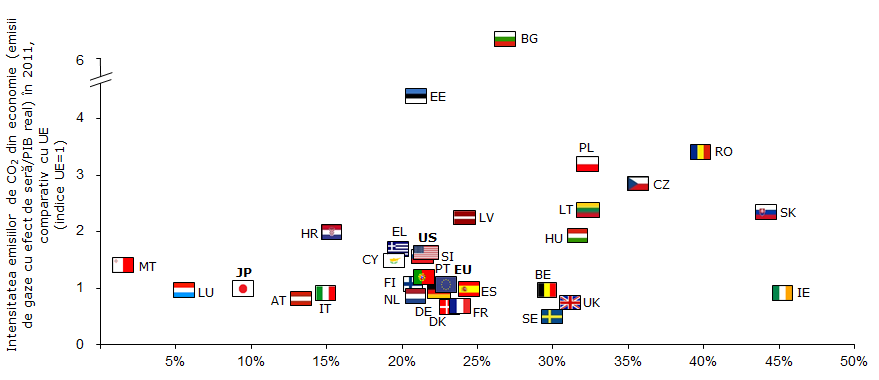 Intensitatea emisiilor de CO₂ din economie (emisii
de gaze cu efect de seră/PIB real) în 2011,
comparativ cu UE
(indice UE=1)
BG
6
EE
4
PL
RO
3
CZ
LT
SK
LV
2
HR
EL
US
HU
CY
SI
MT
JP
PT
EU
BE
FI
1
LU
ES
IE
AT
IT
NL
DE
DK
FR
UK
SE
0
5%
10%
15%
20%
25%
30%
35%
40%
45%
50%